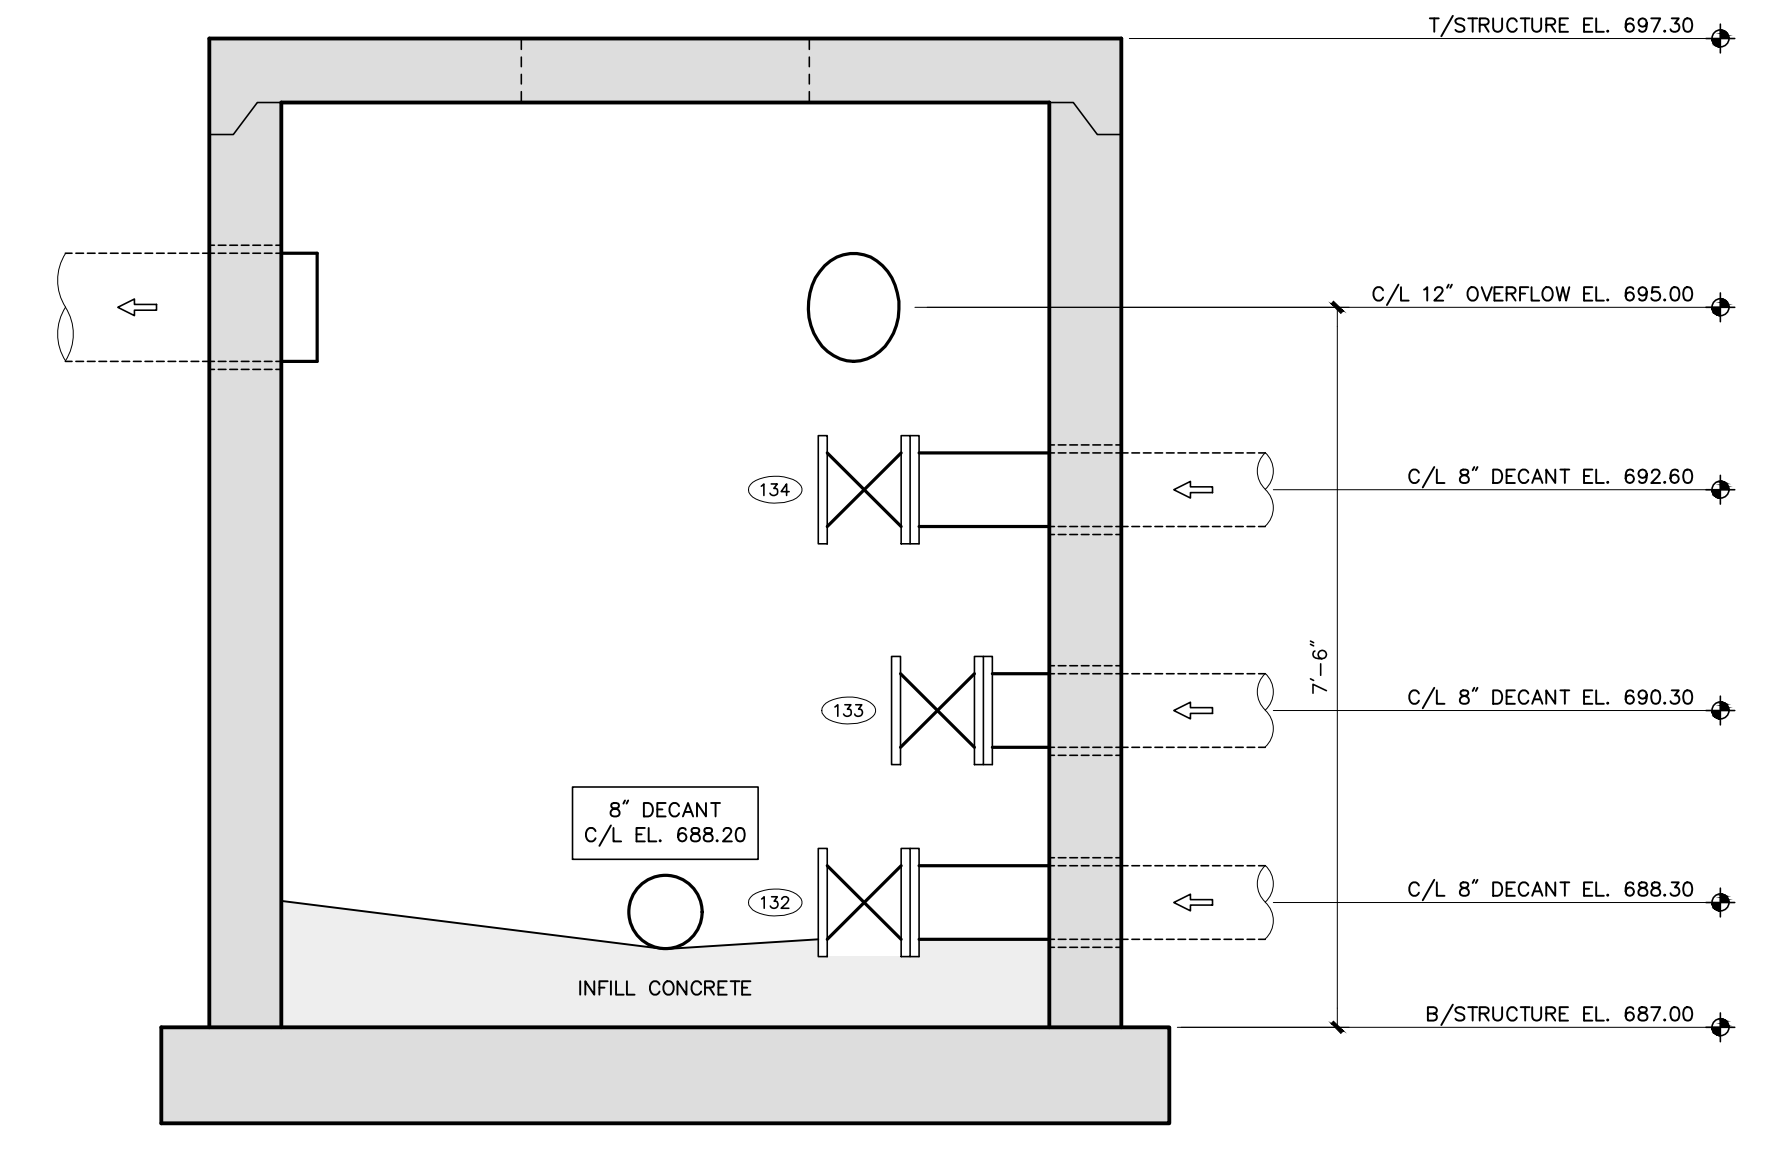 T/STRUCTURE EL. 697.30
C/L 12" OVERFLOW EL. 695.00
134
C/L 8" DECANT EL. 692.60
7'-6"
133
C/L 8" DECANT EL. 690.30
8" DECANT
C/L EL. 688.20
132
C/L 8" DECANT EL. 688.30
INFILL CONCRETE
B/STRUCTURE EL. 687.00